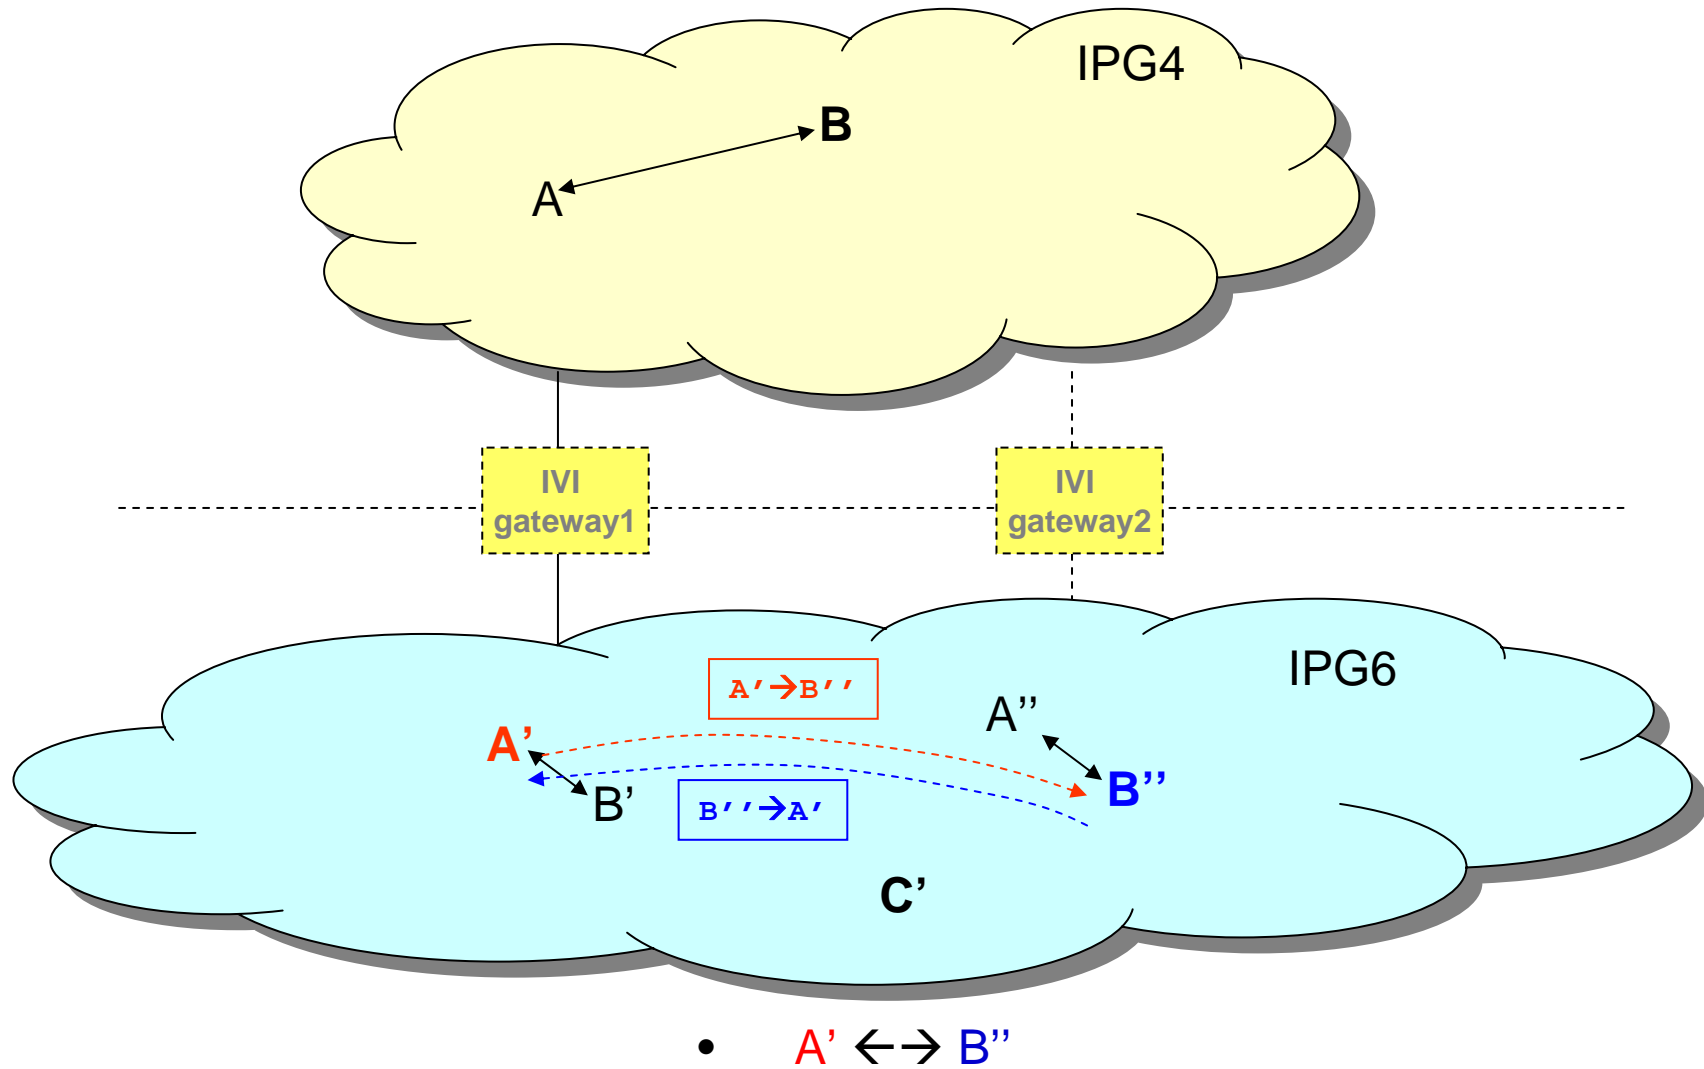 IPG4
B
A
IVI
gateway1
IVI
gateway2
IPG6
A’→B’’
A’’
A’
B’’
B’
B’’→A’
C’
• A’ ←→ B’’